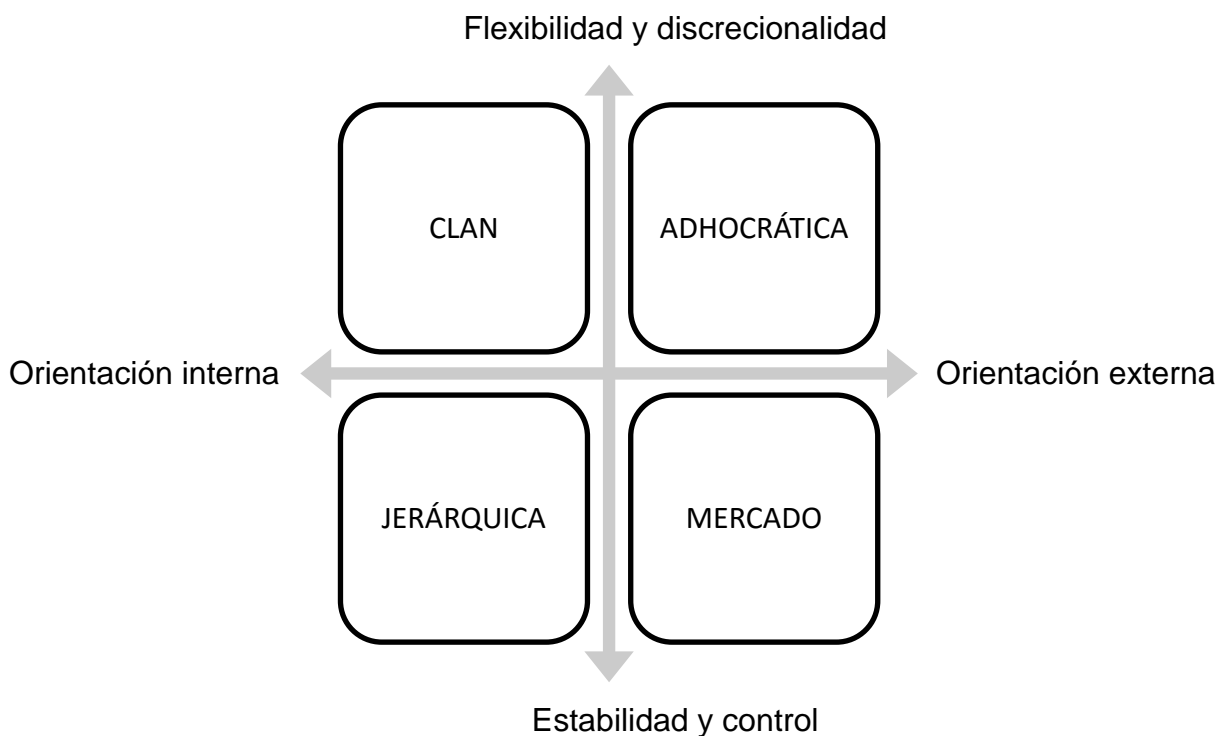 Flexibilidad y discrecionalidad
CLAN
ADHOCRÁTICA
Orientación interna
Orientación externa
JERÁRQUICA
MERCADO
Estabilidad y control